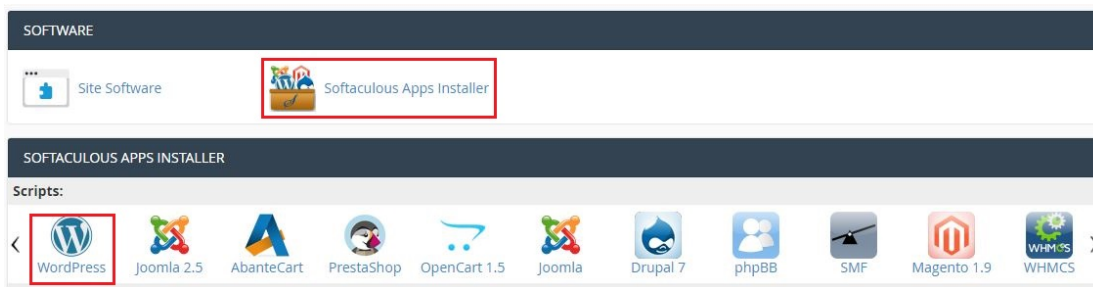 SOFTWARE
Site Software
Softaculous Apps Installer
SOFTACULOUS APPS INSTALLER
Scripts:
WordPress Joomla 2.5 AbanteCart PrestaShop OpenCart 1.5 Joomla Drupal 7 phpBB SMF Magento 1.9 WHMCS